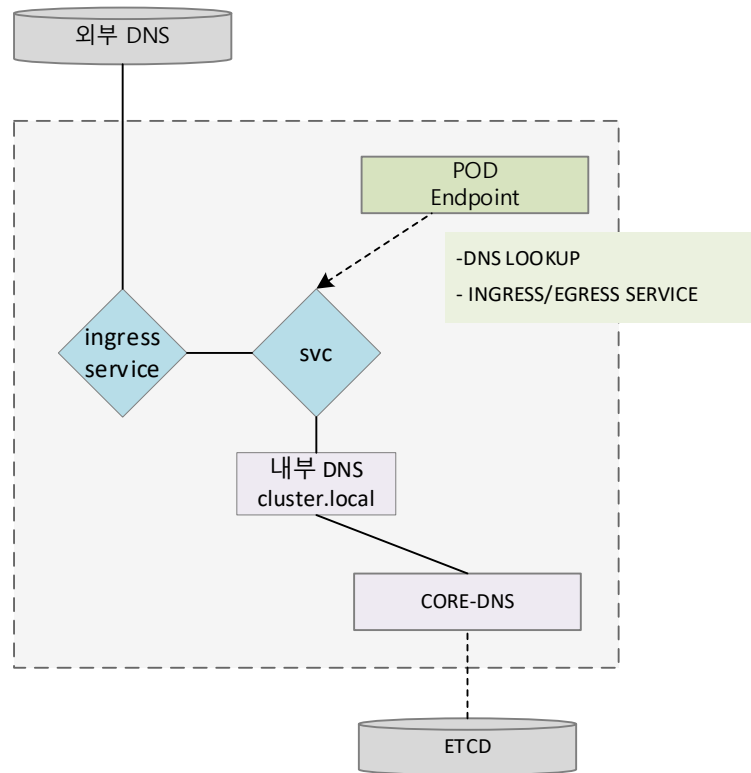 외부 DNS
POD
Endpoint
-DNS LOOKUP
- INGRESS/EGRESS SERVICE
ingress
service
svc
내부 DNS
cluster.local
CORE-DNS
ETCD